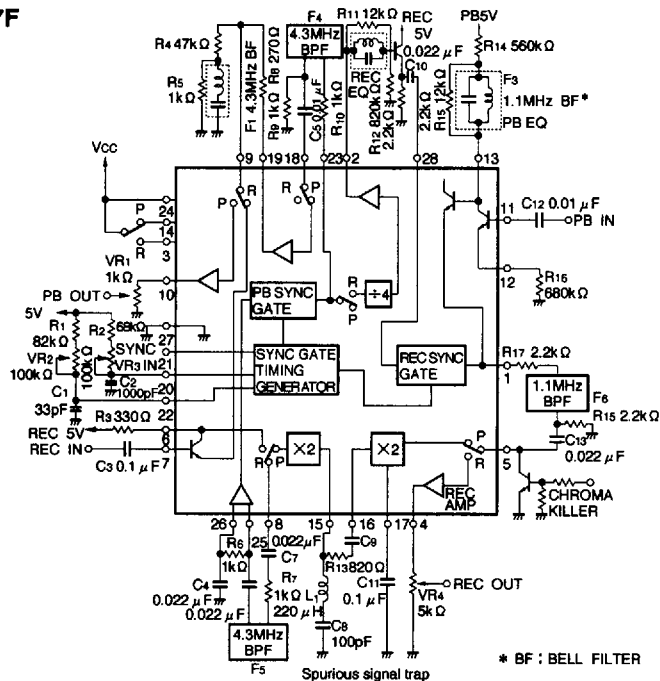 7F
R4 47kΩ
R5
1kΩ
F1 4.3MHz BF
R8 270Ω
F4
4.3MHz
BPF
R9 1kΩ
C5 0.01μF
R10 1kΩ
R11 12kΩ
REC
EQ
REC
5V
0.022μF
C10
R12 820kΩ
2.2kΩ
2.2kΩ
PB5V
R14 560kΩ
R15 12kΩ
F3
1.1MHz BF*
PB EQ
9 19 18 23 2 28 13
Vcc
P
R
24
14
3
R
P
R
P
11
C12 0.01μF
PB IN
VR1
1kΩ
10
PB OUT
12
R16
680kΩ
5V
R1
82kΩ
R2
68kΩ
27
VR2
100kΩ
SYNC
VR3 IN
100kΩ
21
C2
1000pF
20
C1
33pF
22
PB SYNC
GATE
R
P
÷4
SYNC GATE
TIMING
GENERATOR
REC SYNC
GATE
1
R17 2.2kΩ
1.1MHz
BPF
F6
R15 2.2kΩ
C13
0.022μF
R3 330Ω
REC 5V
REC IN
6
7
C3 0.1μF
R
P
×2
×2
P
R
5
REC
AMP
CHROMA
KILLER
26 25 8 15 16 17 4
R6
1kΩ
C4
0.022μF
0.022μF
0.022μF
C7
R7
1kΩ
L1
220μH
C9
R13 820Ω
C8
100pF
C11
0.1μF
REC OUT
VR4
5kΩ
4.3MHz
BPF
F5
Spurious signal trap
* BF : BELL FILTER